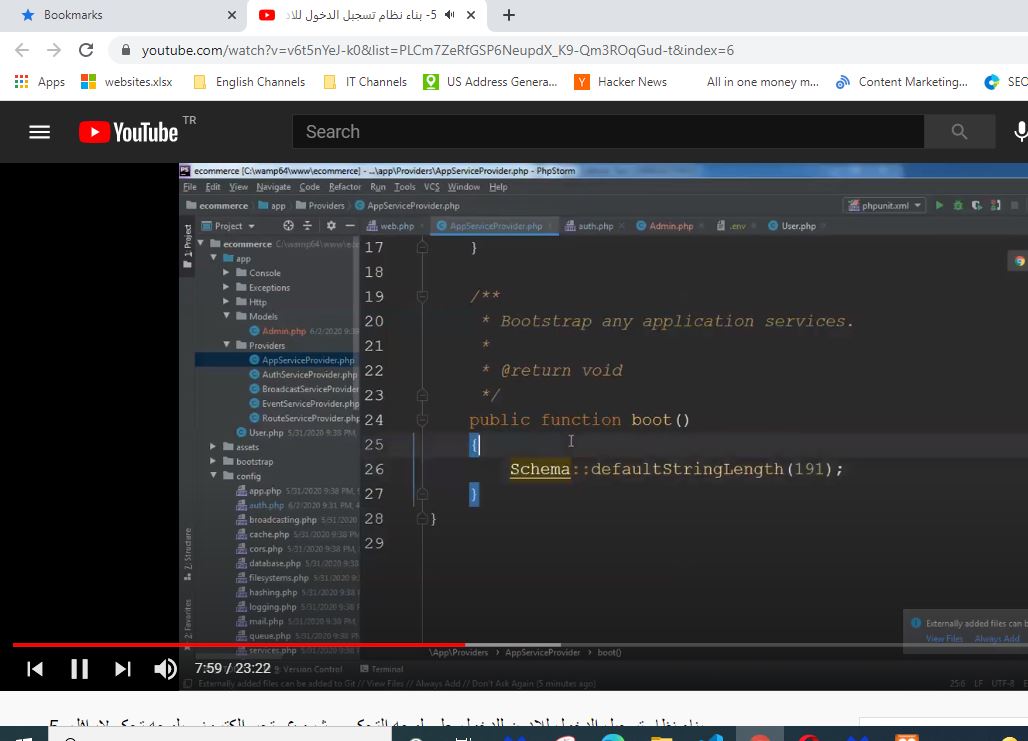 Bookmarks
5- بناء نظام تسجيل الدخول للاد
youtube.com/watch?v=v6t5nYeJ-k0&list=PLCm7ZeRfGSP6NeupdX_K9-Qm3ROqGud-t&index=6
Apps websites.xlsx English Channels IT Channels US Address Genera... Hacker News All in one money m... Content Marketing... SEO
YouTube TR
Search
ecommerce [C:\wamp64\www\ecommerce] - ...\app\Providers\AppServiceProvider.php - PhpStorm
File Edit View Navigate Code Refactor Run Tools VCS Window Help
ecommerce app Providers AppServiceProvider.php phpunit.xml
Project web.php AppServiceProvider.php auth.php Admin.php .env User.php
1: Project
ecommerce C:\wamp64\www\ec
app
Console
Exceptions
Http
Models
Admin.php 6/2/2020 9:3
Providers
AppServiceProvider.php
AuthServiceProvider.php
BroadcastServiceProvider
EventServiceProvider.php
RouteServiceProvider.php
User.php 5/31/2020 9:38 PM,
assets
bootstrap
config
app.php 5/31/2020 9:38 PM,
auth.php 6/2/2020 9:31 PM,
broadcasting.php 5/31/2020
cache.php 5/31/2020 9:38 PM
cors.php 5/31/2020 9:38 PM,
database.php 5/31/2020 9:3
filesystems.php 5/31/2020 9:
hashing.php 5/31/2020 9:38
logging.php 5/31/2020 9:38
mail.php 5/31/2020 9:38 PM
queue.php 5/31/2020 9:38
services.php 5/31/2020 9:38
Z: Structure
2: Favorites
17 }
18
19 /**
20 * Bootstrap any application services.
21 *
22 * @return void
23 */
24 public function boot()
25 {
26 Schema::defaultStringLength(191);
27 }
28 }
29
Externally added files can b
View Files Always Add
\App\Providers › AppServiceProvider › boot()
7:59 / 23:22
9: Version Control Terminal
Externally added files can be added to Git // View Files // Always Add // Don't Ask Again (5 minutes ago)
25:6 LF UTF-8